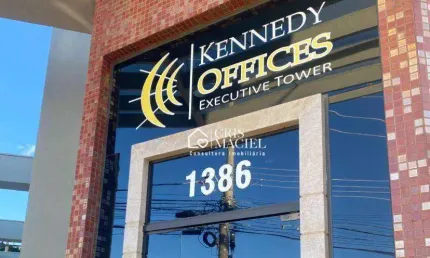 KENNEDY
OFFICES
EXECUTIVE TOWER
CRIS
MACIEL
Consultora Imobiliária
1386